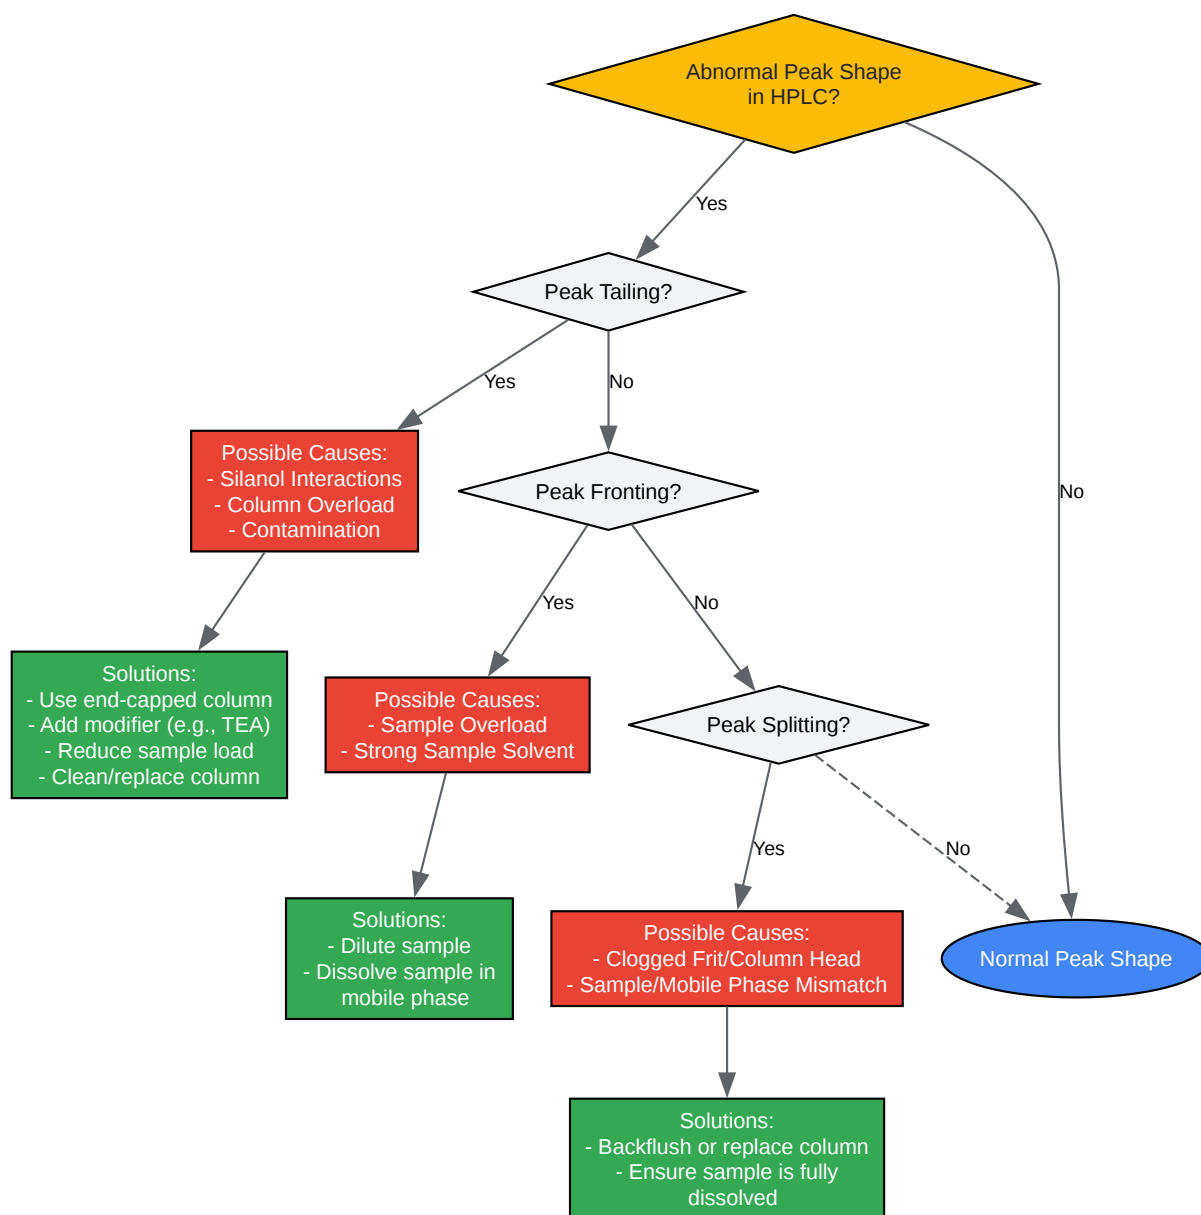 Abnormal Peak Shape
in HPLC?
Yes
Peak Tailing?
Yes
No
No
Possible Causes:
- Silanol Interactions
- Column Overload
- Contamination
Peak Fronting?
Yes
No
Solutions:
- Use end-capped column
- Add modifier (e.g., TEA)
- Reduce sample load
- Clean/replace column
Possible Causes:
- Sample Overload
- Strong Sample Solvent
Peak Splitting?
Yes
No
Solutions:
- Dilute sample
- Dissolve sample in
mobile phase
Possible Causes:
- Clogged Frit/Column Head
- Sample/Mobile Phase Mismatch
Normal Peak Shape
Solutions:
- Backflush or replace column
- Ensure sample is fully
dissolved